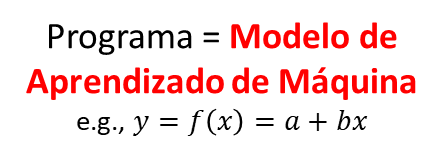 Programa = Modelo de
Aprendizado de Máquina
e.g., 𝑦 = 𝑓(𝑥) = 𝑎 + 𝑏𝑥